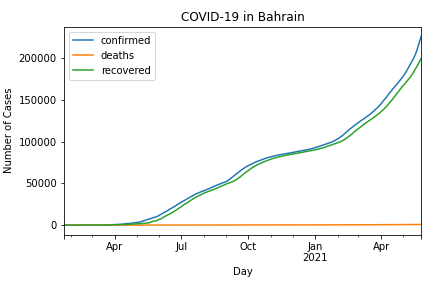 COVID-19 in Bahrain
confirmed
deaths
recovered
Number of Cases
200000
150000
100000
50000
0
Apr
Jul
Oct
Jan
2021
Apr
Day